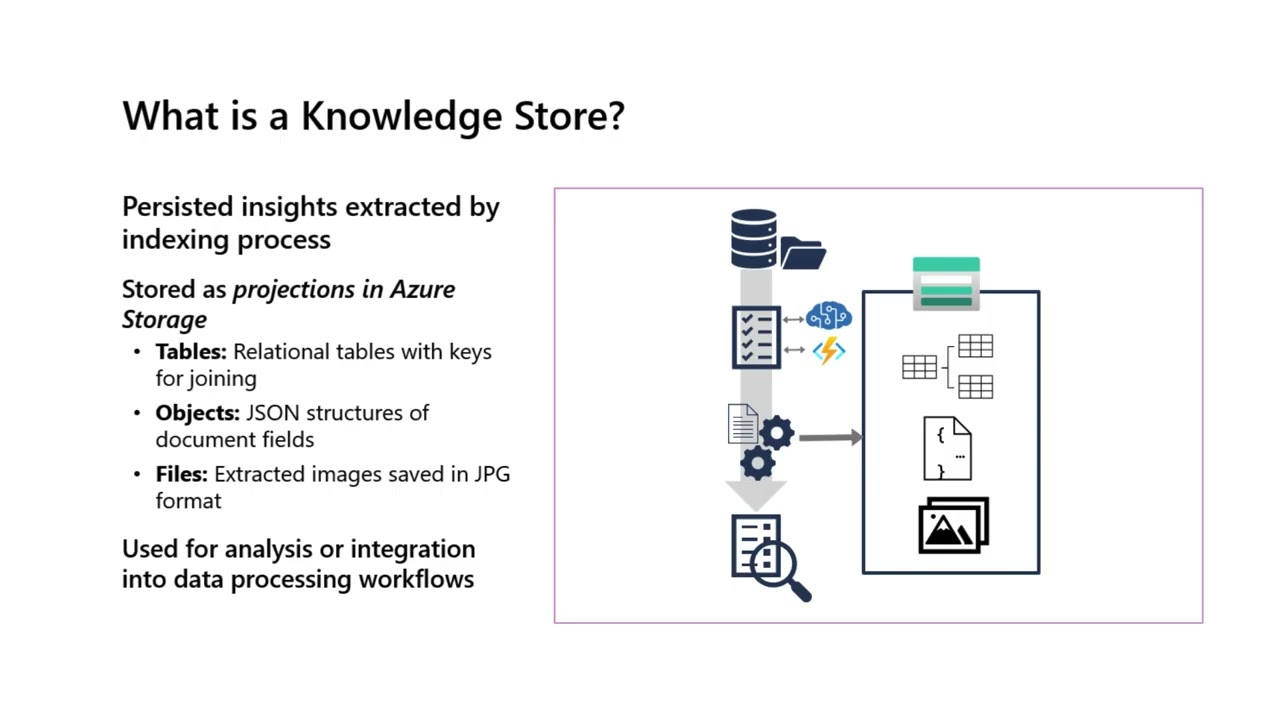 What is a Knowledge Store?
Persisted insights extracted by
indexing process
Stored as projections in Azure
Storage
• Tables: Relational tables with keys
for joining
• Objects: JSON structures of
document fields
• Files: Extracted images saved in JPG
format
Used for analysis or integration
into data processing workflows
{
...
}